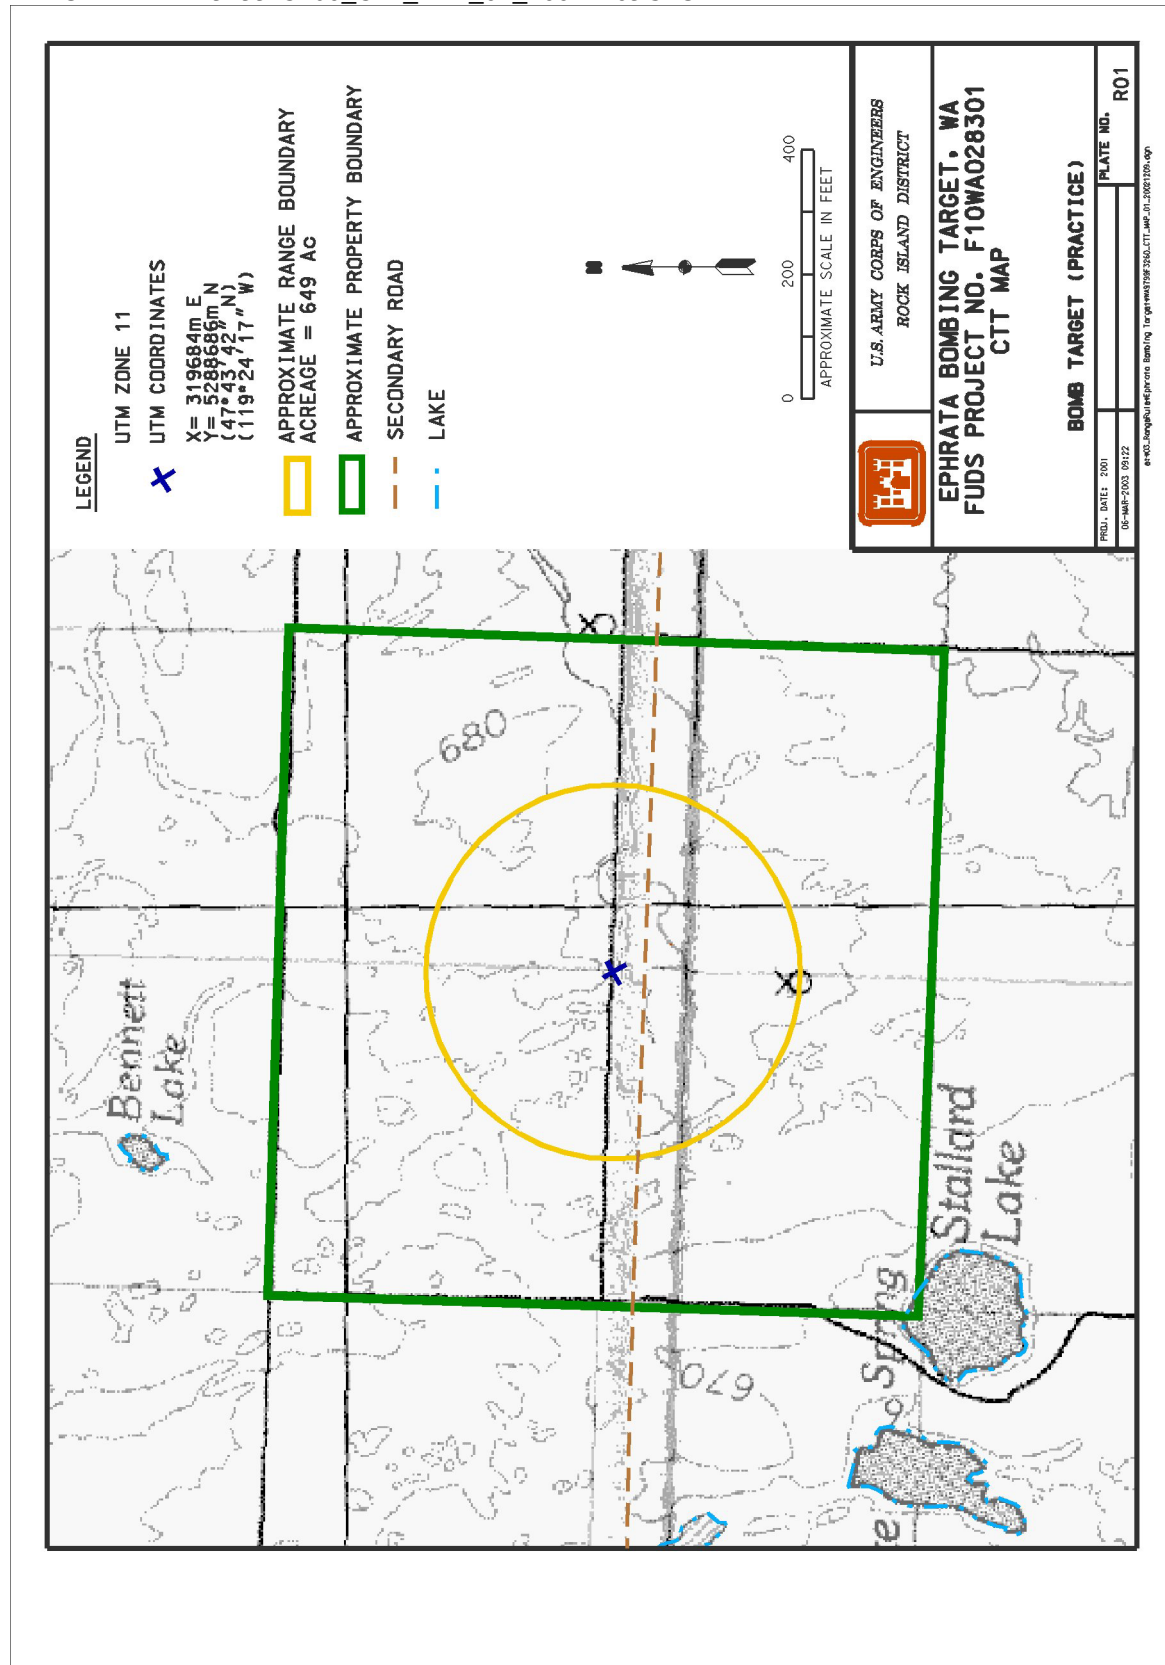 LEGEND
UTM ZONE 11
UTM COORDINATES
X= 319684m E
Y= 5288686m N
(47°43'42" N)
(119°24'17" W)
APPROXIMATE RANGE BOUNDARY
ACREAGE = 649 Ac
APPROXIMATE PROPERTY BOUNDARY
SECONDARY ROAD
LAKE
0 200 400
APPROXIMATE SCALE IN FEET
U.S. ARMY CORPS OF ENGINEERS
ROCK ISLAND DISTRICT
EPHRATA BOMBING TARGET, WA
FUDS PROJECT NO. F10WA028301
CTT MAP
BOMB TARGET (PRACTICE)
PROJ. DATE: 2001
06-MAR-2003 09:22
PLATE NO.
R01
Bennett
Lake
680
670
Spring
Stallard
Lake